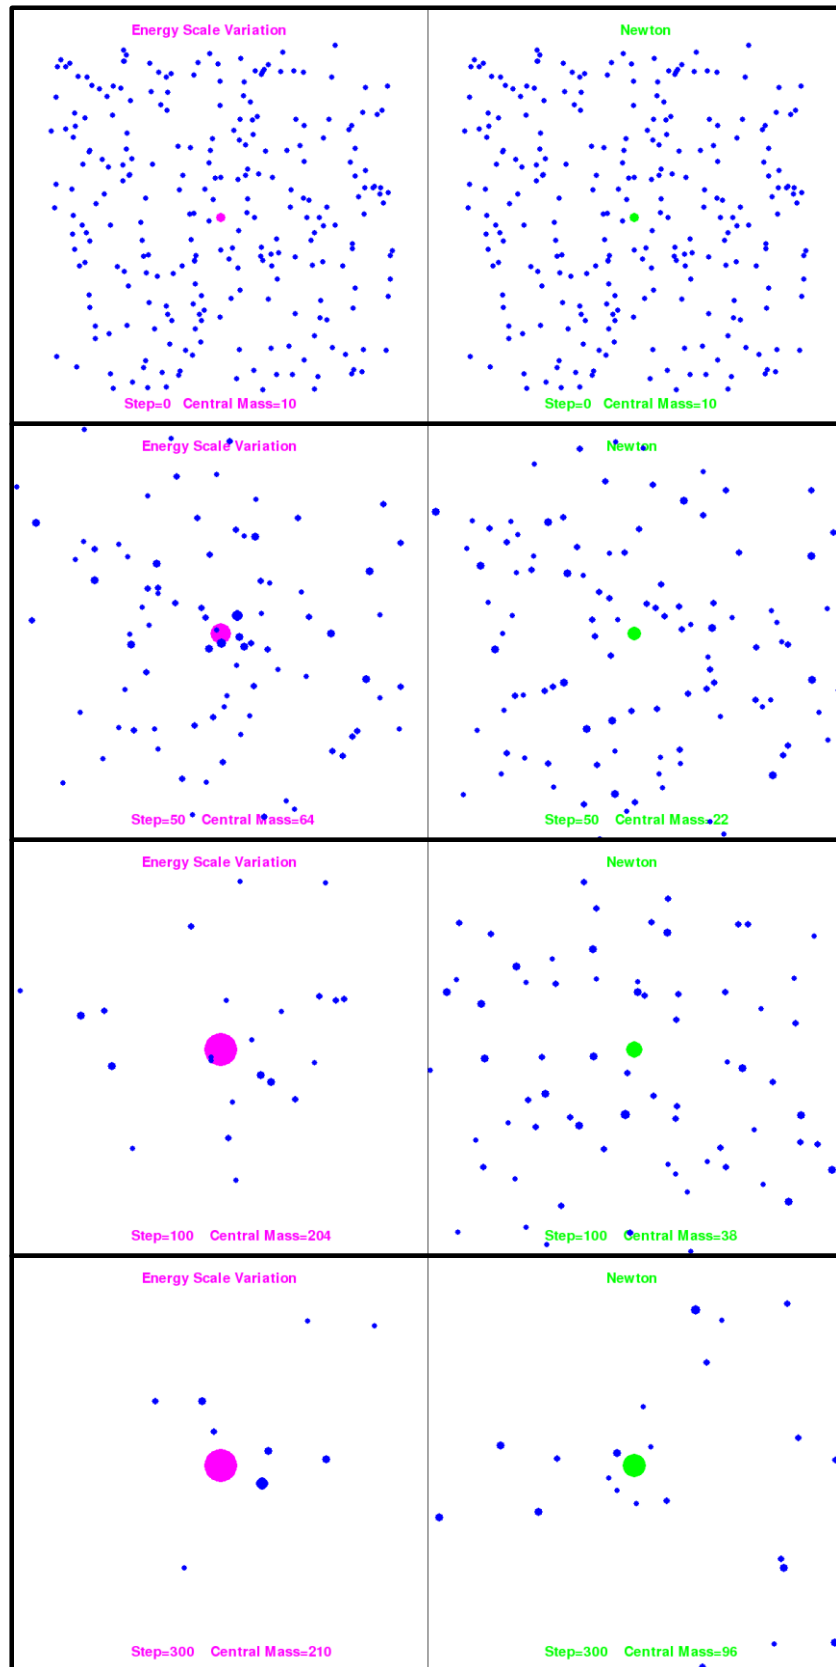 Energy Scale Variation
Newton
Step=0 Central Mass=10
Step=0 Central Mass=10
Energy Scale Variation
Newton
Step=50 Central Mass=64
Step=50 Central Mass=22
Energy Scale Variation
Newton
Step=100 Central Mass=204
Step=100 Central Mass=38
Energy Scale Variation
Newton
Step=300 Central Mass=210
Step=300 Central Mass=96